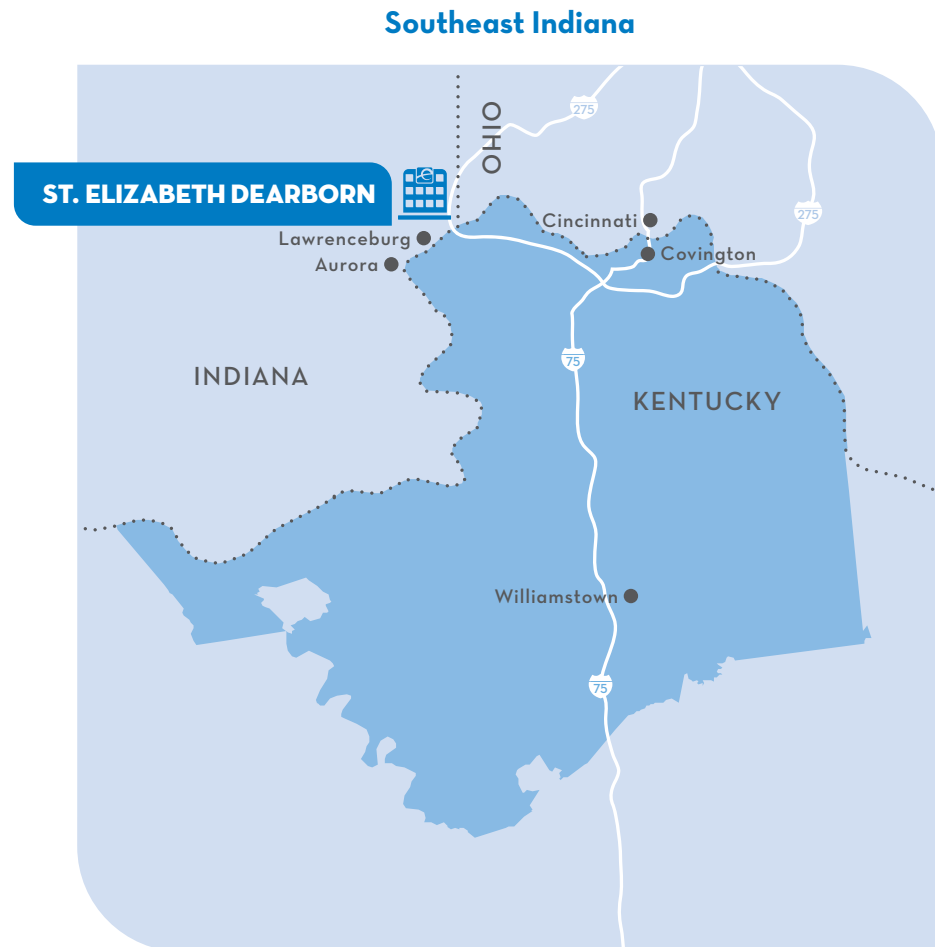 Southeast Indiana
275
OHIO
ST. ELIZABETH DEARBORN
e
275
Cincinnati
Lawrenceburg
Covington
Aurora
75
INDIANA
KENTUCKY
Williamstown
75